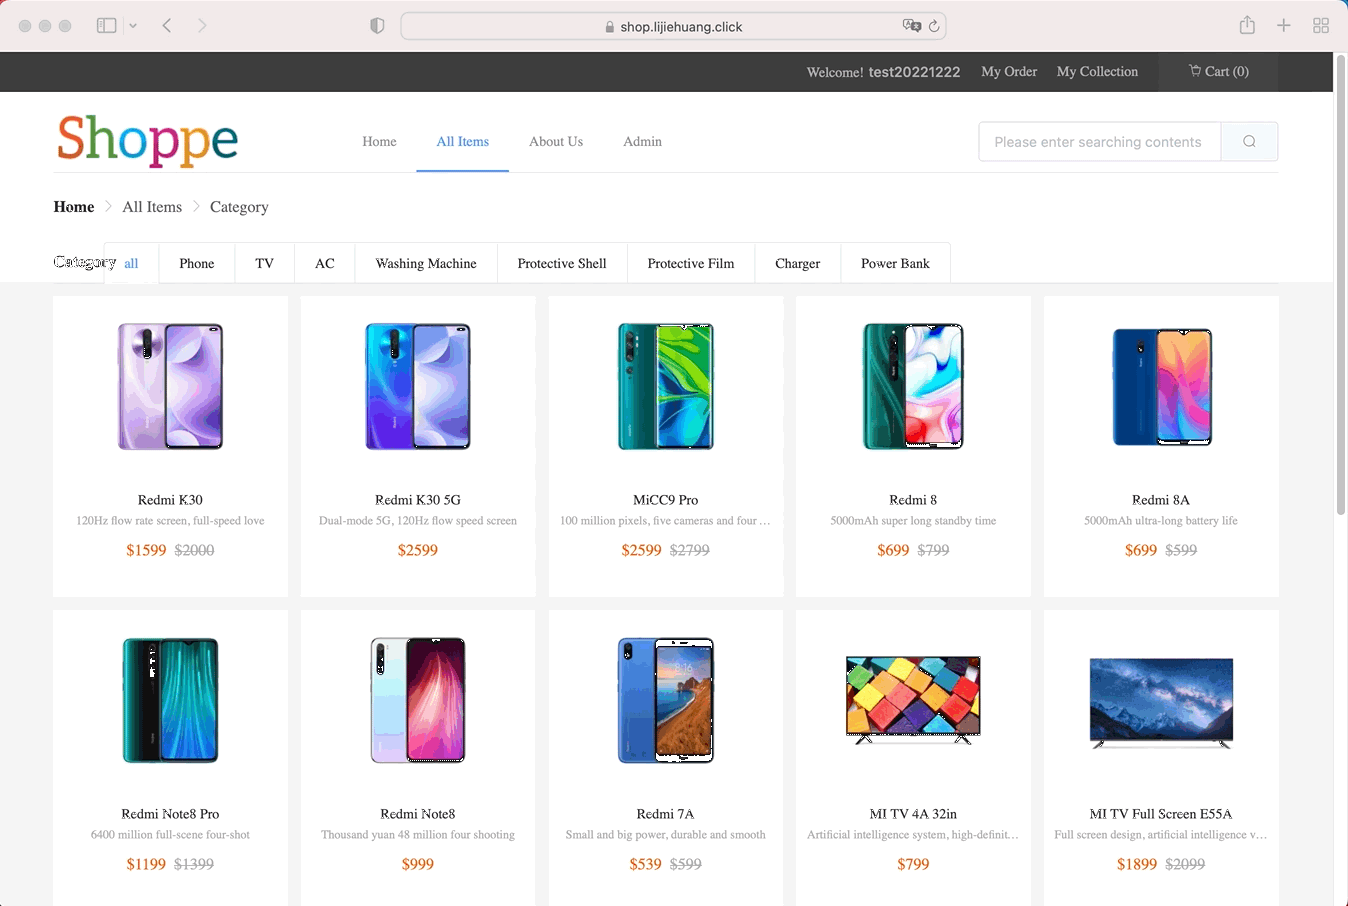 shop.lijiehuang.click
Welcome! test20221222 My Order My Collection Cart (0)
Shoppe Home All Items About Us Admin Please enter searching contents
Home All Items Category
Category all Phone TV AC Washing Machine Protective Shell Protective Film Charger Power Bank
Redmi K30
120Hz flow rate screen, full-speed love
$1599 $2000
Redmi K30 5G
Dual-mode 5G, 120Hz flow speed screen
$2599
MiCC9 Pro
100 million pixels, five cameras and four ...
$2599 $2799
Redmi 8
5000mAh super long standby time
$699 $799
Redmi 8A
5000mAh ultra-long battery life
$699 $599
Redmi Note8 Pro
6400 million full-scene four-shot
$1199 $1399
Redmi Note8
Thousand yuan 48 million four shooting
$999
8:16
Redmi 7A
Small and big power, durable and smooth
$539 $599
MI TV 4A 32in
Artificial intelligence system, high-definit...
$799
MI TV Full Screen E55A
Full screen design, artificial intelligence v...
$1899 $2099